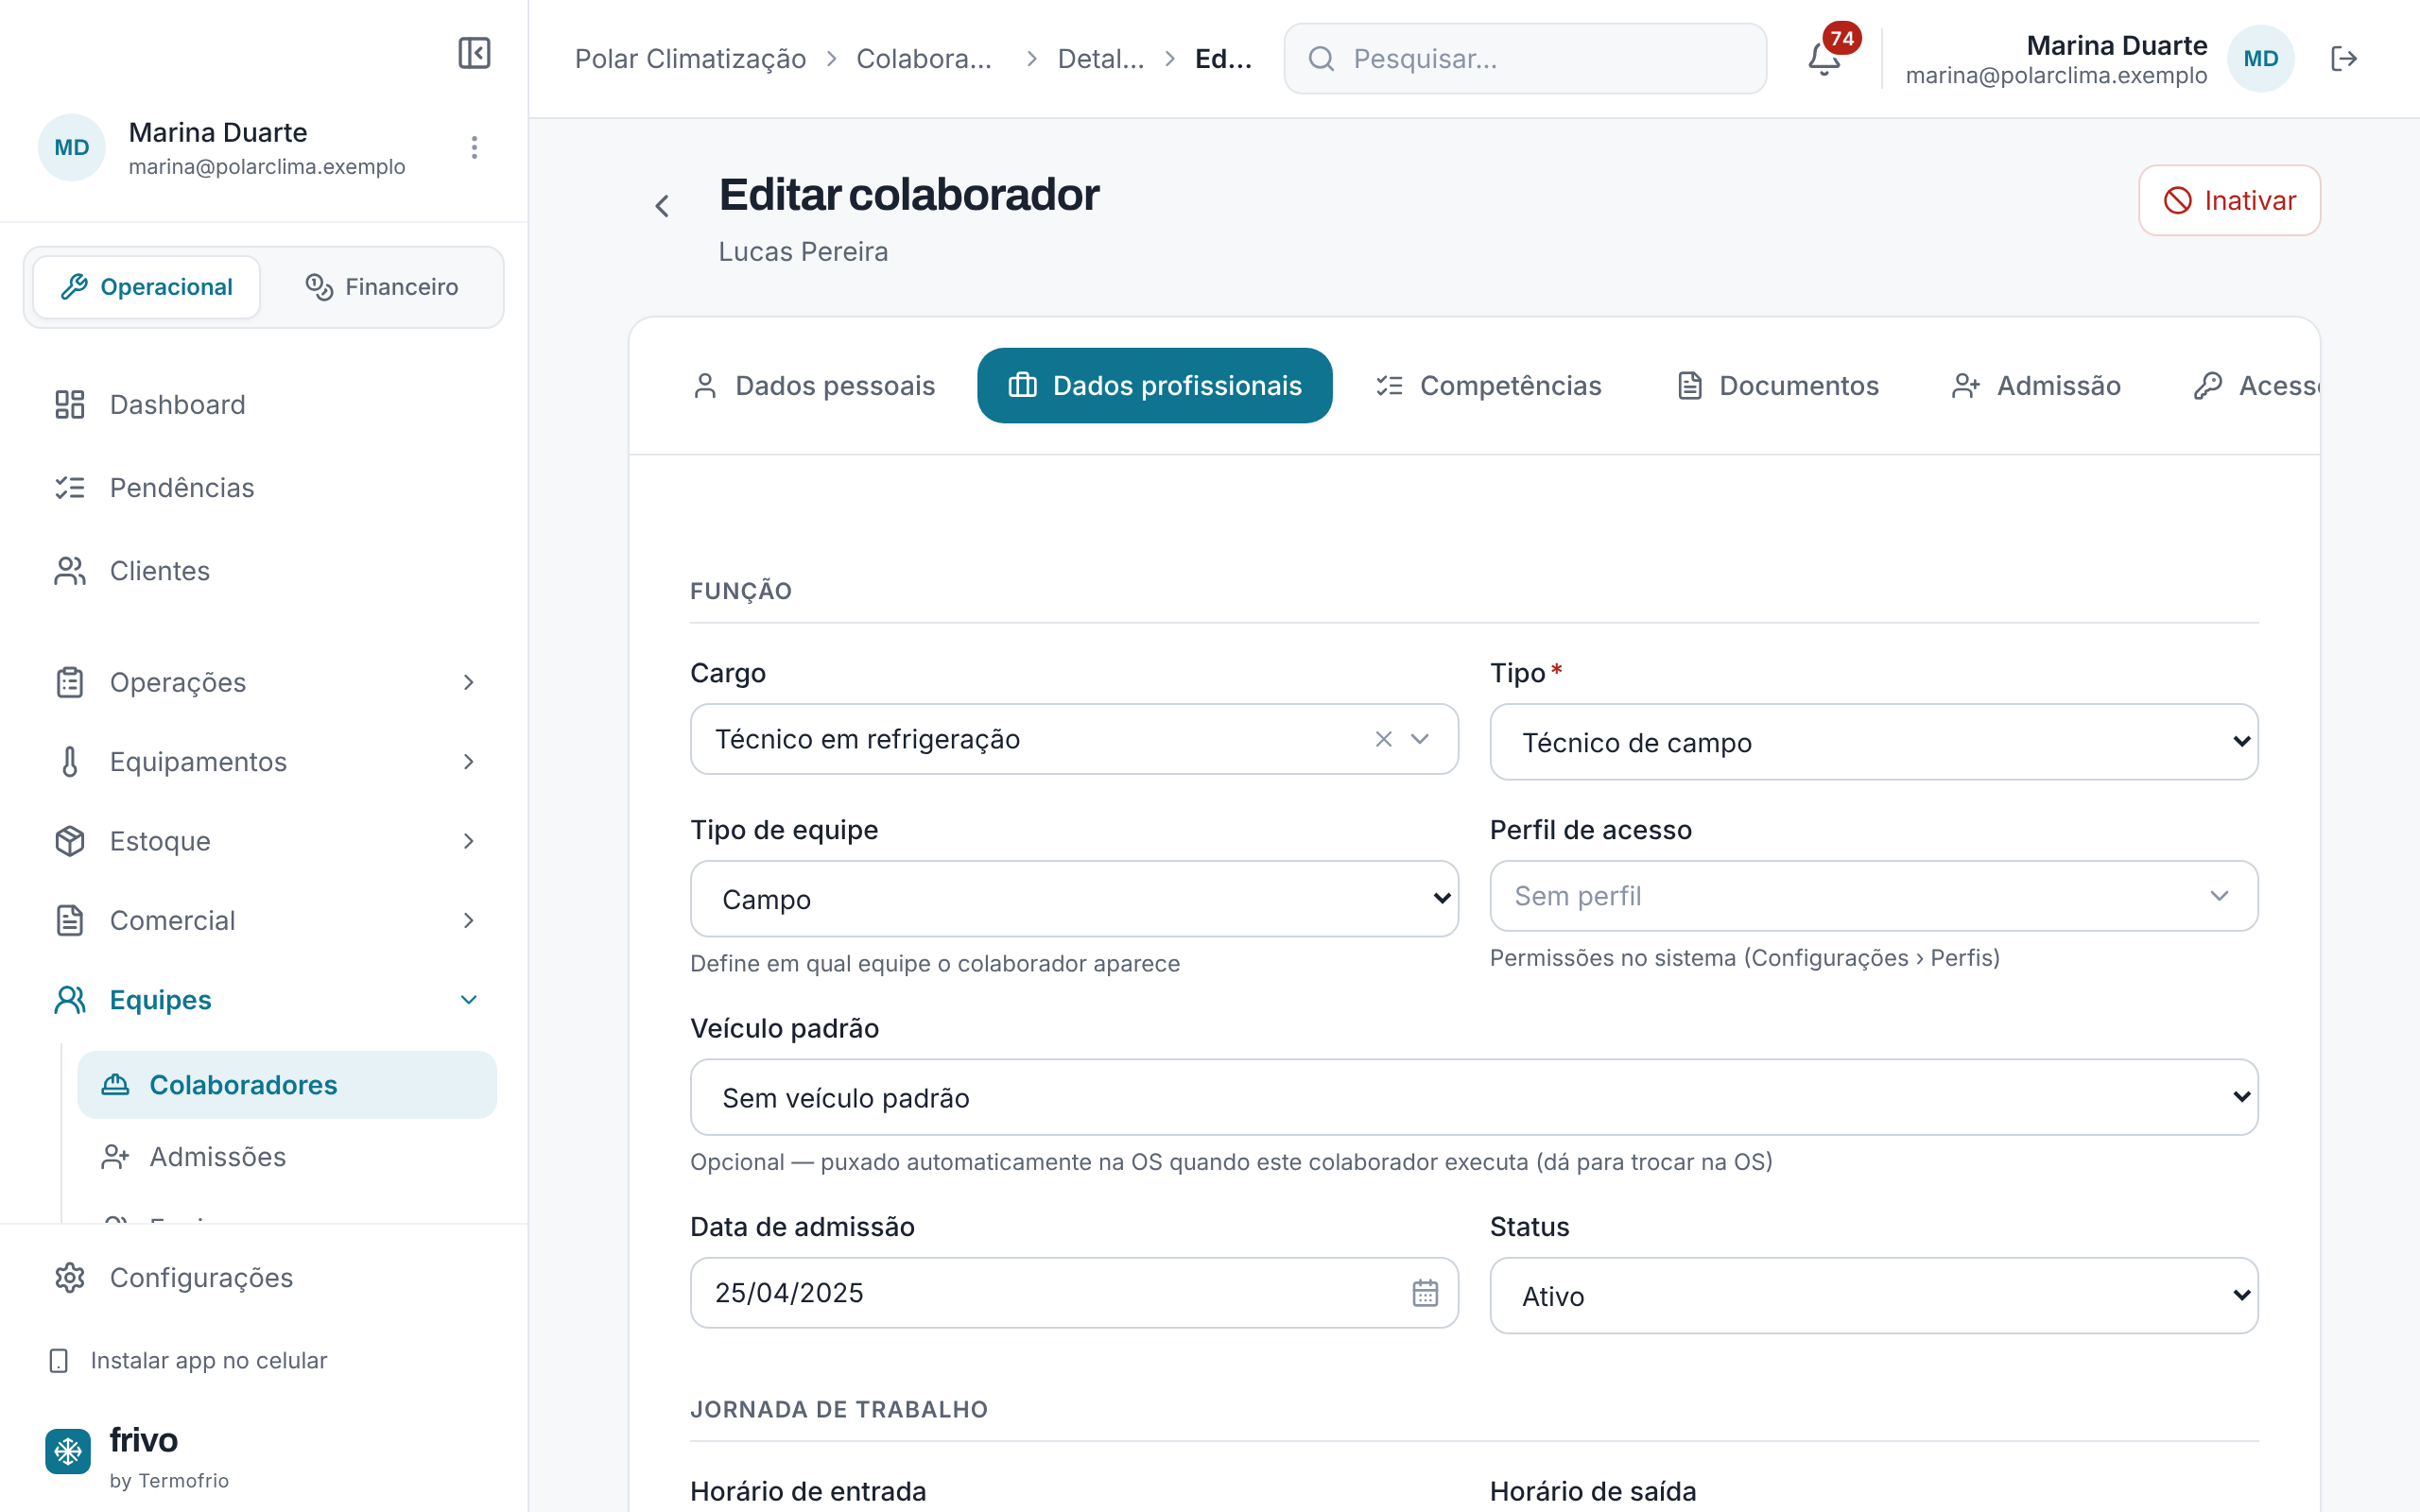 Polar Climatização > Colabora... > Detal... > Ed...
Pesquisar...
74
Marina Duarte
marina@polarclima.exemplo
MD
MD
Marina Duarte
marina@polarclima.exemplo
Operacional
Financeiro
Dashboard
Pendências
Clientes
Operações
Equipamentos
Estoque
Comercial
Equipes
Colaboradores
Admissões
Configurações
Instalar app no celular
frivo
by Termofrio
Editar colaborador
Lucas Pereira
Inativar
Dados pessoais
Dados profissionais
Competências
Documentos
Admissão
Acess
FUNÇÃO
Cargo
Técnico em refrigeração
Tipo*
Técnico de campo
Tipo de equipe
Campo
Define em qual equipe o colaborador aparece
Perfil de acesso
Sem perfil
Permissões no sistema (Configurações › Perfis)
Veículo padrão
Sem veículo padrão
Opcional — puxado automaticamente na OS quando este colaborador executa (dá para trocar na OS)
Data de admissão
25/04/2025
Status
Ativo
JORNADA DE TRABALHO
Horário de entrada
Horário de saída